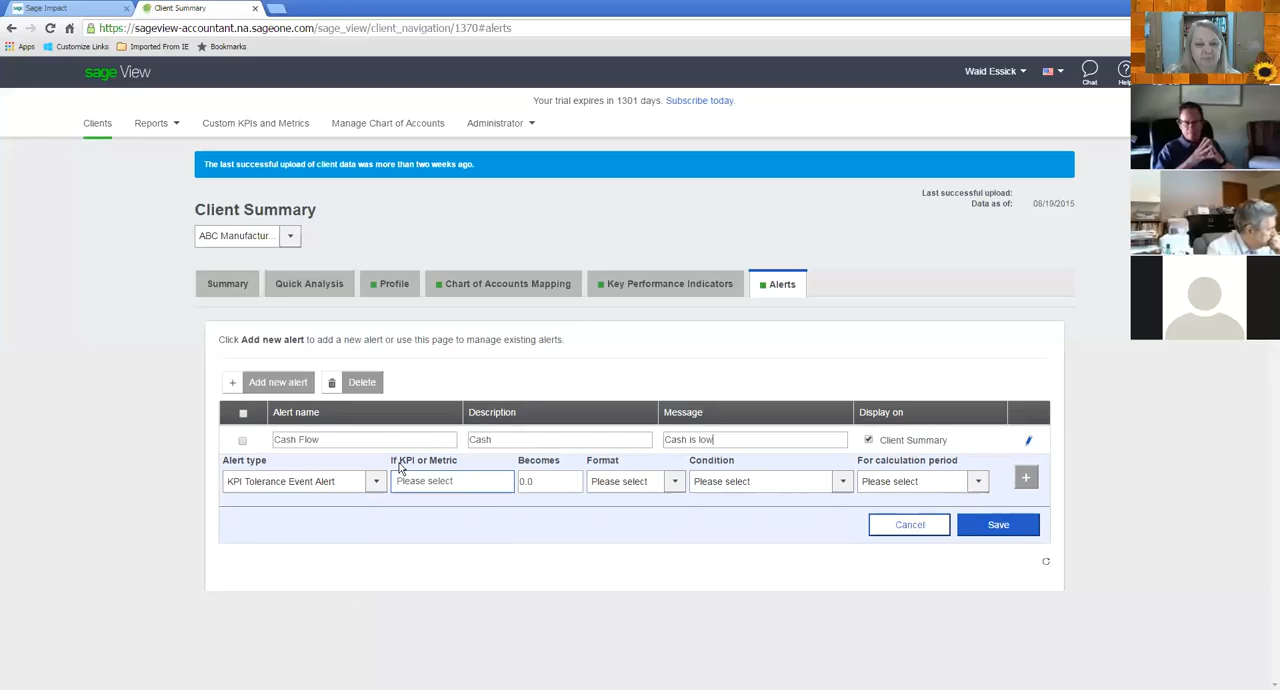 Sage Impact
Client Summary
https://sageview-accountant.na.sageone.com/sage_view/client_navigation/1370#alerts
Apps Customize Links Imported From IE Bookmarks
sage View
Waid Essick
Chat
Help
Your trial expires in 1301 days. Subscribe today.
Clients Reports Custom KPIs and Metrics Manage Chart of Accounts Administrator
The last successful upload of client data was more than two weeks ago.
Last successful upload:
Data as of: 08/19/2015
Client Summary
ABC Manufactur...
Summary Quick Analysis Profile Chart of Accounts Mapping Key Performance Indicators Alerts
Click Add new alert to add a new alert or use this page to manage existing alerts.
+ Add new alert Delete
Alert name Description Message Display on
Cash Flow Cash Cash is low Client Summary
Alert type If KPI or Metric Becomes Format Condition For calculation period
KPI Tolerance Event Alert Please select 0.0 Please select Please select Please select +
Cancel Save